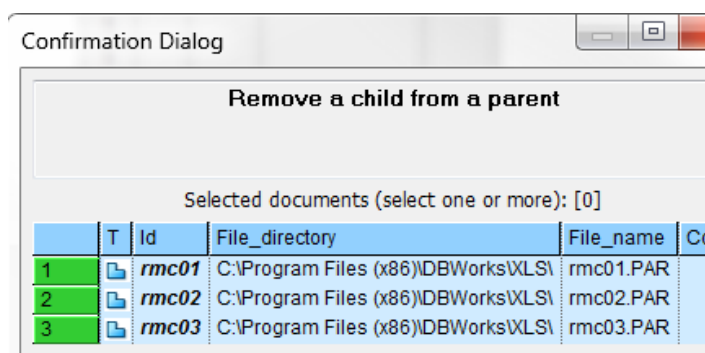 Confirmation Dialog
Remove a child from a parent
Selected documents (select one or more): [0]
T Id File_directory File_name
1 rmc01 C:\Program Files (x86)\DBWorks\XLS\ rmc01.PAR
2 rmc02 C:\Program Files (x86)\DBWorks\XLS\ rmc02.PAR
3 rmc03 C:\Program Files (x86)\DBWorks\XLS\ rmc03.PAR